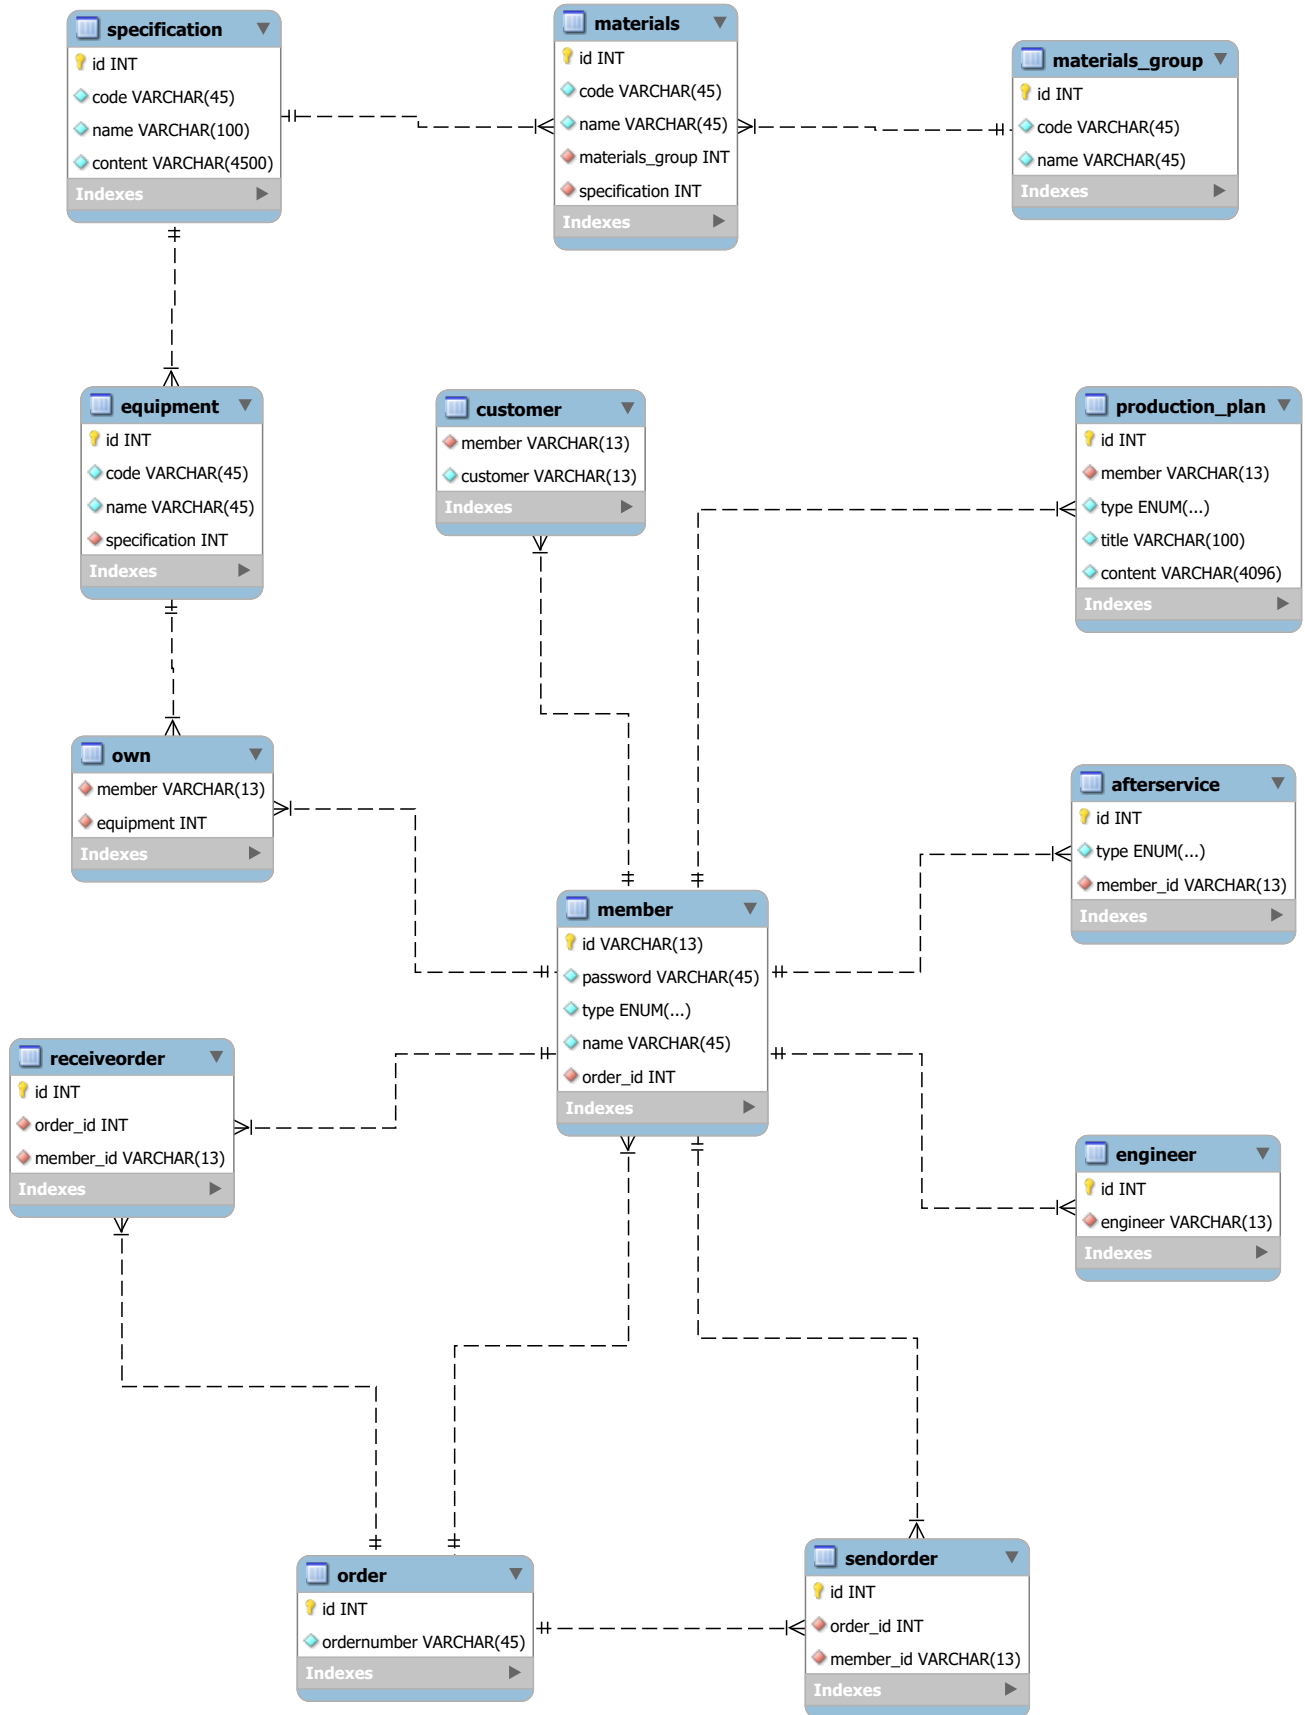 specification
id INT
code VARCHAR(45)
name VARCHAR(100)
content VARCHAR(4500)
Indexes
materials
id INT
code VARCHAR(45)
name VARCHAR(45)
materials_group INT
specification INT
Indexes
materials_group
id INT
code VARCHAR(45)
name VARCHAR(45)
Indexes
equipment
id INT
code VARCHAR(45)
name VARCHAR(45)
specification INT
Indexes
customer
member VARCHAR(13)
customer VARCHAR(13)
Indexes
production_plan
id INT
member VARCHAR(13)
type ENUM(...)
title VARCHAR(100)
content VARCHAR(4096)
Indexes
own
member VARCHAR(13)
equipment INT
Indexes
afterservice
id INT
type ENUM(...)
member_id VARCHAR(13)
Indexes
member
id VARCHAR(13)
password VARCHAR(45)
type ENUM(...)
name VARCHAR(45)
order_id INT
Indexes
receiveorder
id INT
order_id INT
member_id VARCHAR(13)
Indexes
engineer
id INT
engineer VARCHAR(13)
Indexes
order
id INT
ordernumber VARCHAR(45)
Indexes
sendorder
id INT
order_id INT
member_id VARCHAR(13)
Indexes